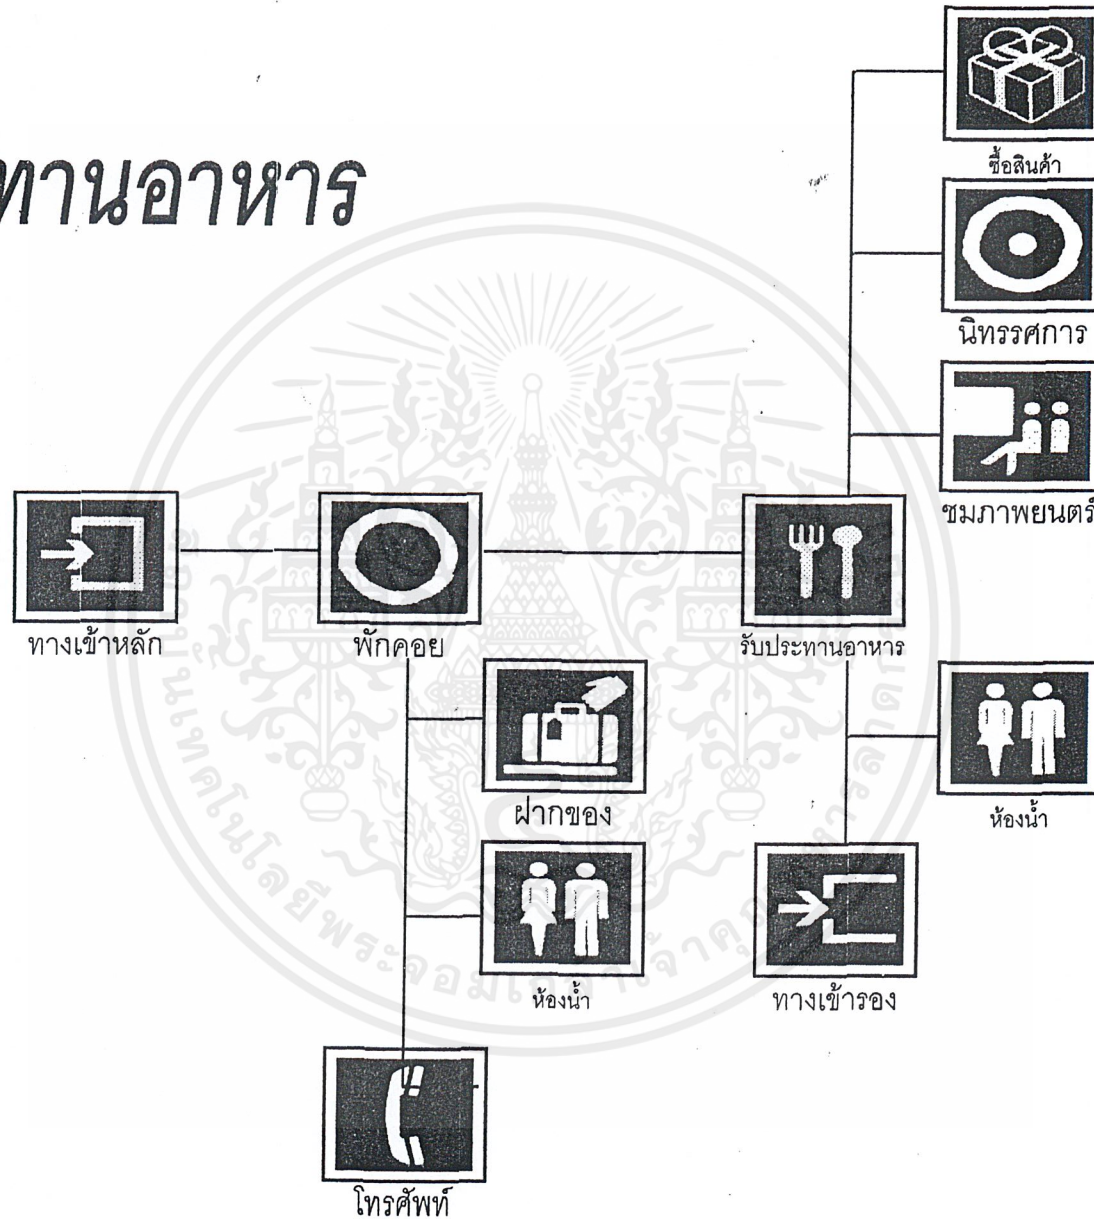 ทานอาหาร
ซื้อสินค้า
นิทรรศการ
ชมภาพยนตร์
ทางเข้าหลัก
พักคอย
รับประทานอาหาร
ฝากของ
ห้องน้ำ
ห้องน้ำ
ทางเข้ารอง
โทรศัพท์